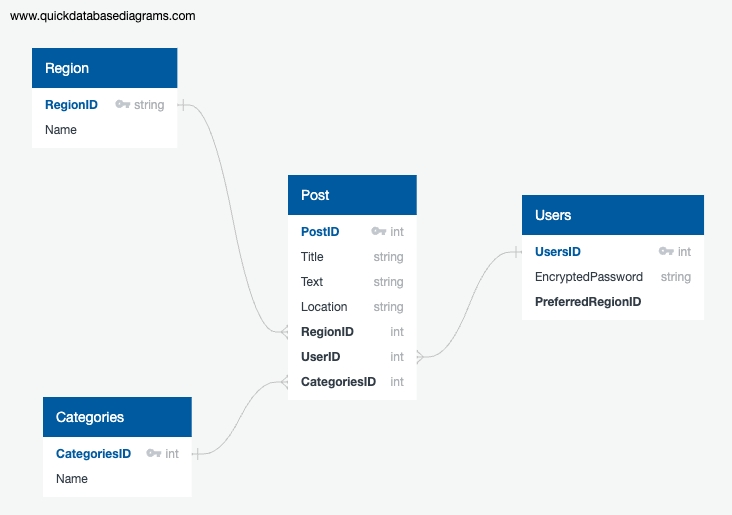 www.quickdatabasediagrams.com
Region
RegionID string
Name
Post
PostID int
Title string
Text string
Location string
RegionID int
UserID int
CategoriesID int
Users
UsersID int
EncryptedPassword string
PreferredRegionID
Categories
CategoriesID int
Name